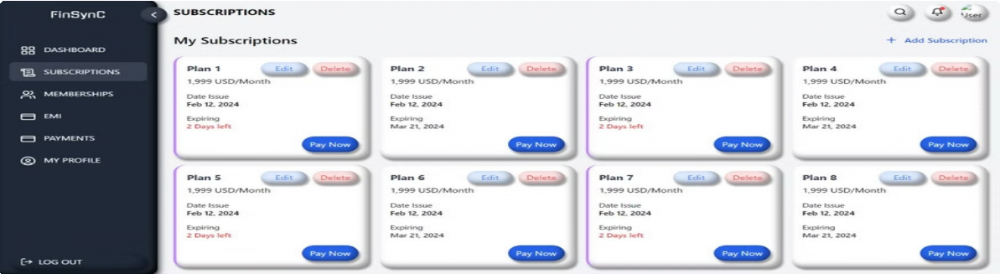 FinSynC
<
SUBSCRIPTIONS
User
My Subscriptions
+ Add Subscription
DASHBOARD
SUBSCRIPTIONS
MEMBERSHIPS
EMI
PAYMENTS
MY PROFILE
LOG OUT
Plan 1 Edit Delete
1,999 USD/Month
Date Issue
Feb 12, 2024
Expiring
2 Days left
Pay Now
Plan 2 Edit Delete
1,999 USD/Month
Date Issue
Feb 12, 2024
Expiring
Mar 21, 2024
Pay Now
Plan 3 Edit Delete
1,999 USD/Month
Date Issue
Feb 12, 2024
Expiring
2 Days left
Pay Now
Plan 4 Edit Delete
1,999 USD/Month
Date Issue
Feb 12, 2024
Expiring
Mar 21, 2024
Pay Now
Plan 5 Edit Delete
1,999 USD/Month
Date Issue
Feb 12, 2024
Expiring
2 Days left
Pay Now
Plan 6 Edit Delete
1,999 USD/Month
Date Issue
Feb 12, 2024
Expiring
Mar 21, 2024
Pay Now
Plan 7 Edit Delete
1,999 USD/Month
Date Issue
Feb 12, 2024
Expiring
2 Days left
Pay Now
Plan 8 Edit Delete
1,999 USD/Month
Date Issue
Feb 12, 2024
Expiring
Mar 21, 2024
Pay Now